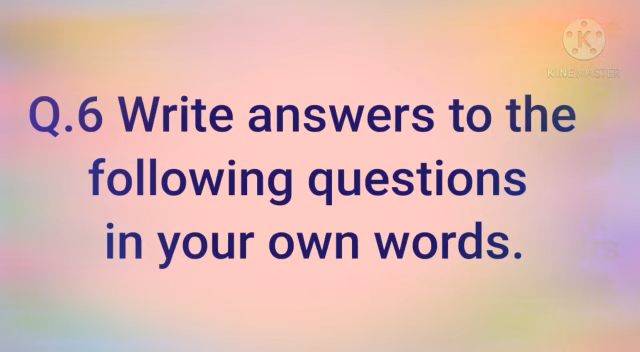 KINEMASTER
Q.6 Write answers to the
following questions
in your own words.